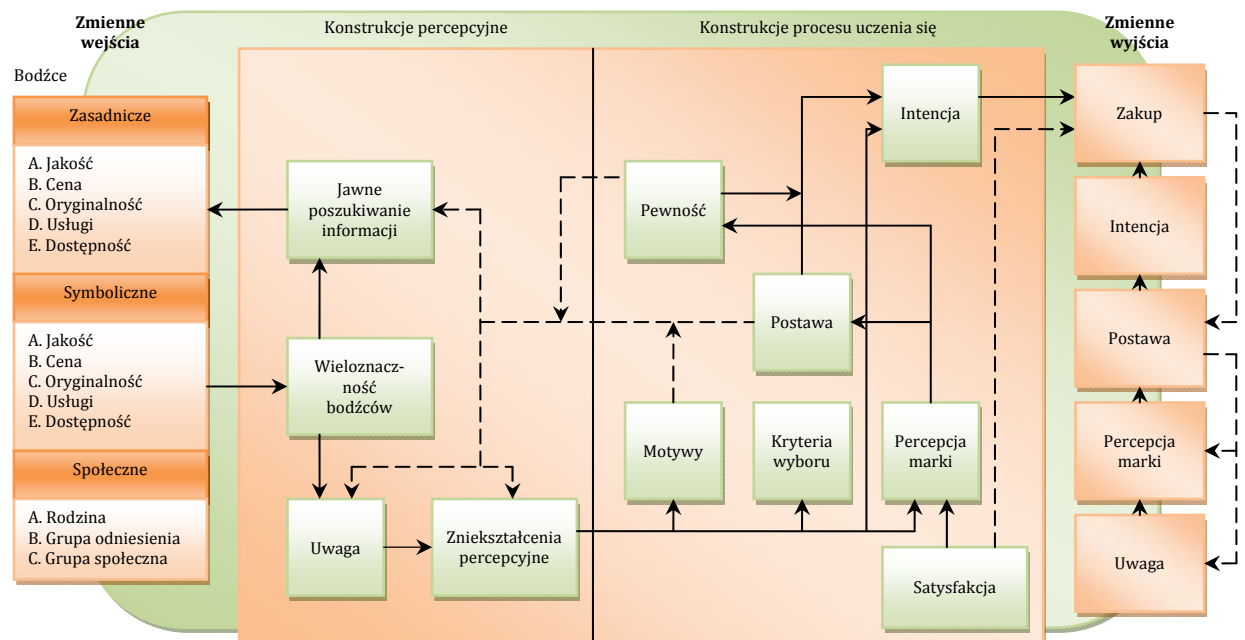 Zmienne
wejścia
Konstrukcje percepcyjne
Konstrukcje procesu uczenia się
Zmienne
wyjścia
Bodźce
Zasadnicze
A. Jakość
B. Cena
C. Oryginalność
D. Usługi
E. Dostępność
Symboliczne
A. Jakość
B. Cena
C. Oryginalność
D. Usługi
E. Dostępność
Społeczne
A. Rodzina
B. Grupa odniesienia
C. Grupa społeczna
Jawne
poszukiwanie
informacji
Wieloznacz-
ność
bodźców
Uwaga
Zniekształcenia
percepcyjne
Intencja
Pewność
Postawa
Motywy
Kryteria
wyboru
Percepcja
marki
Satysfakcja
Zakup
Intencja
Postawa
Percepcja
marki
Uwaga